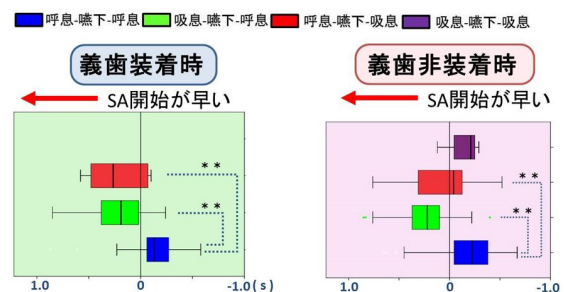 呼息-嚥下-呼息 吸息-嚥下-呼息 呼息-嚥下-吸息 吸息-嚥下-吸息
義歯装着時
SA開始が早い
**
**
1.0 0 -1.0(s)
義歯非装着時
SA開始が早い
**
**
1.0 0 -1.0